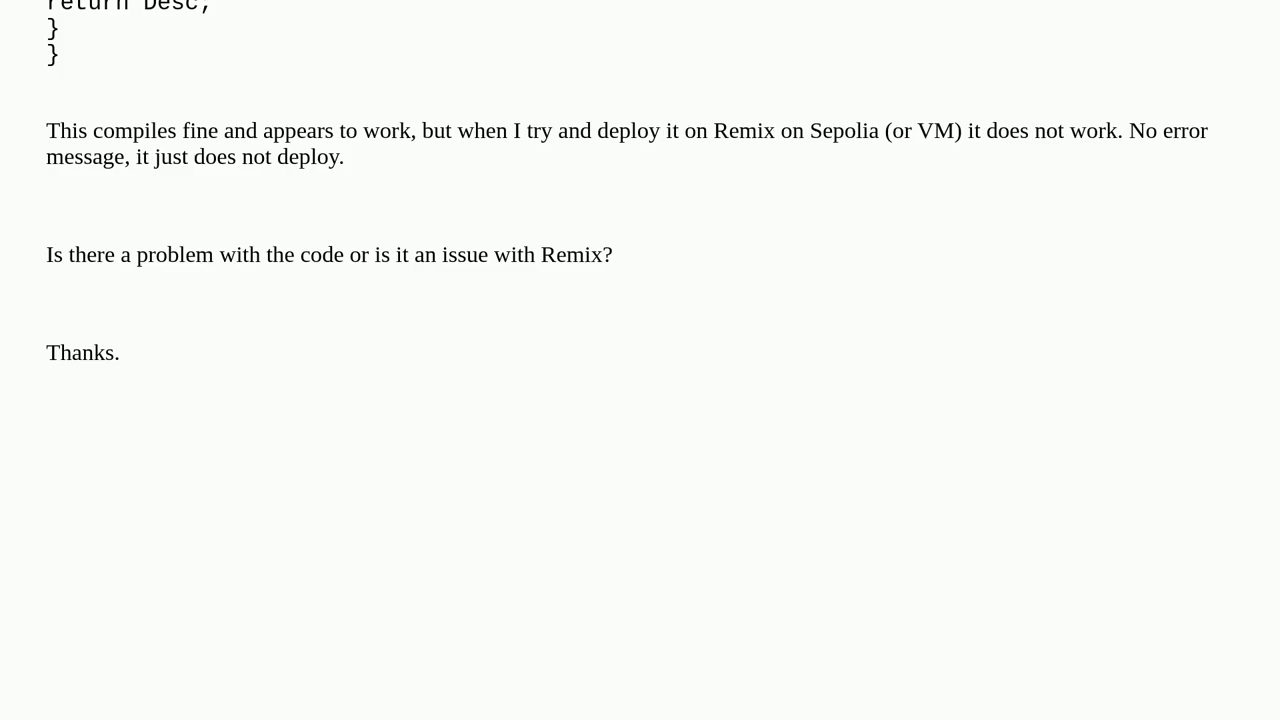 return Desc;
}
}
This compiles fine and appears to work, but when I try and deploy it on Remix on Sepolia (or VM) it does not work. No error
message, it just does not deploy.
Is there a problem with the code or is it an issue with Remix?
Thanks.